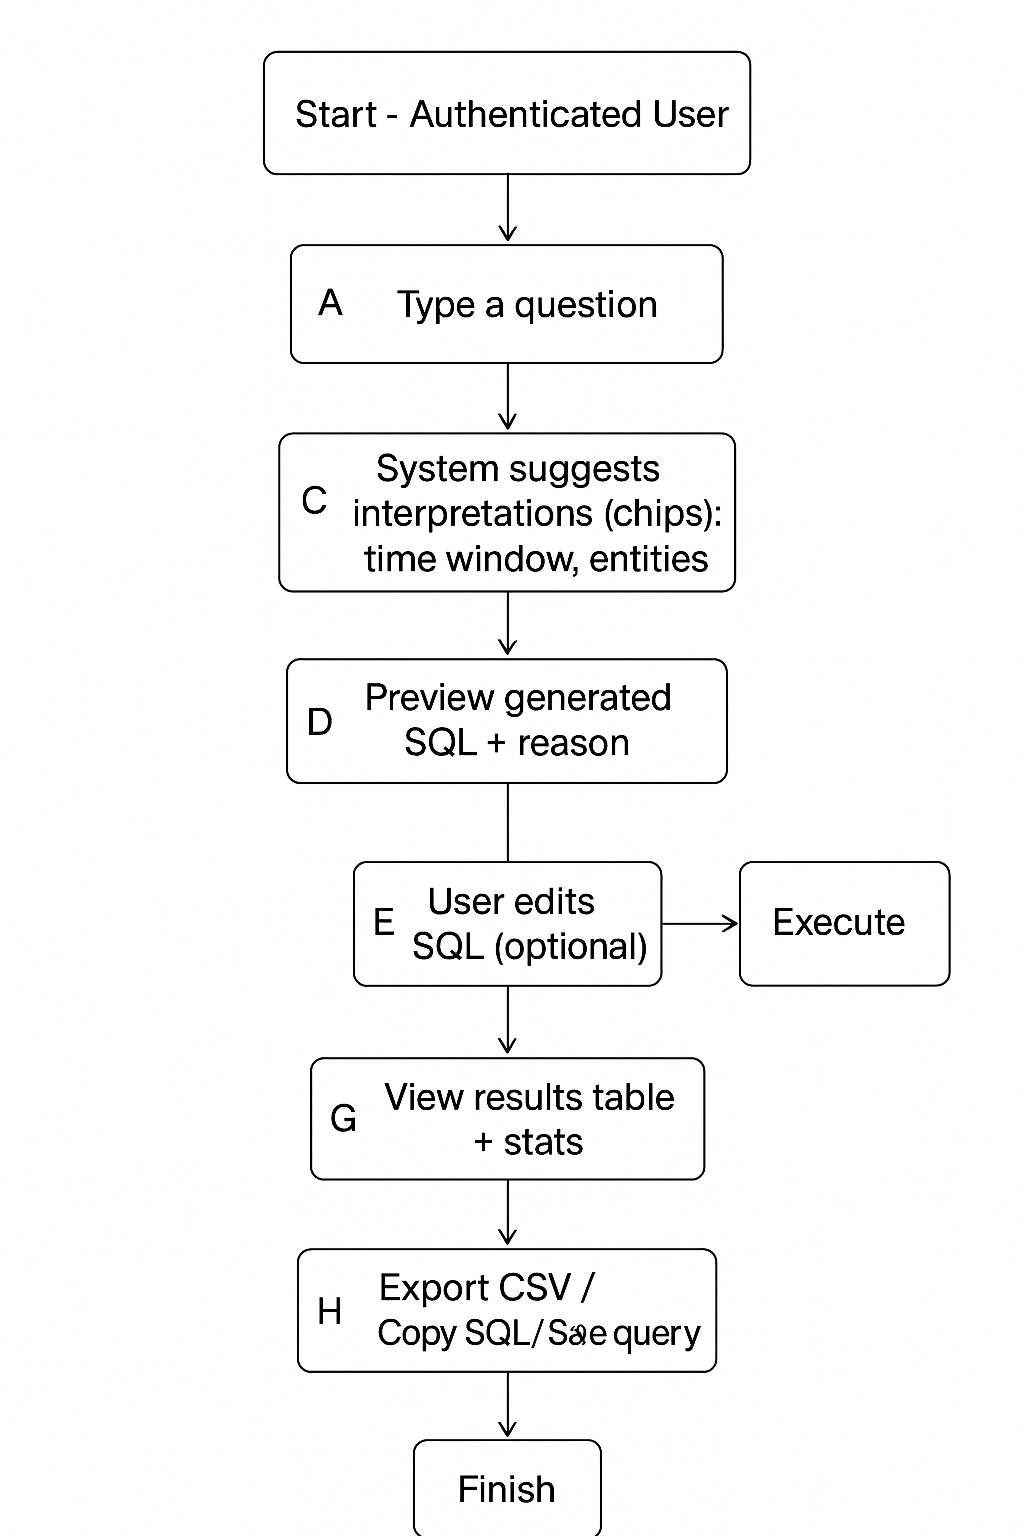 Start - Authenticated User
A Type a question
System suggests
C interpretations (chips):
time window, entities
D Preview generated
SQL + reason
E User edits
SQL (optional)
Execute
G View results table
+ stats
H Export CSV /
Copy SQL/ query
Finish